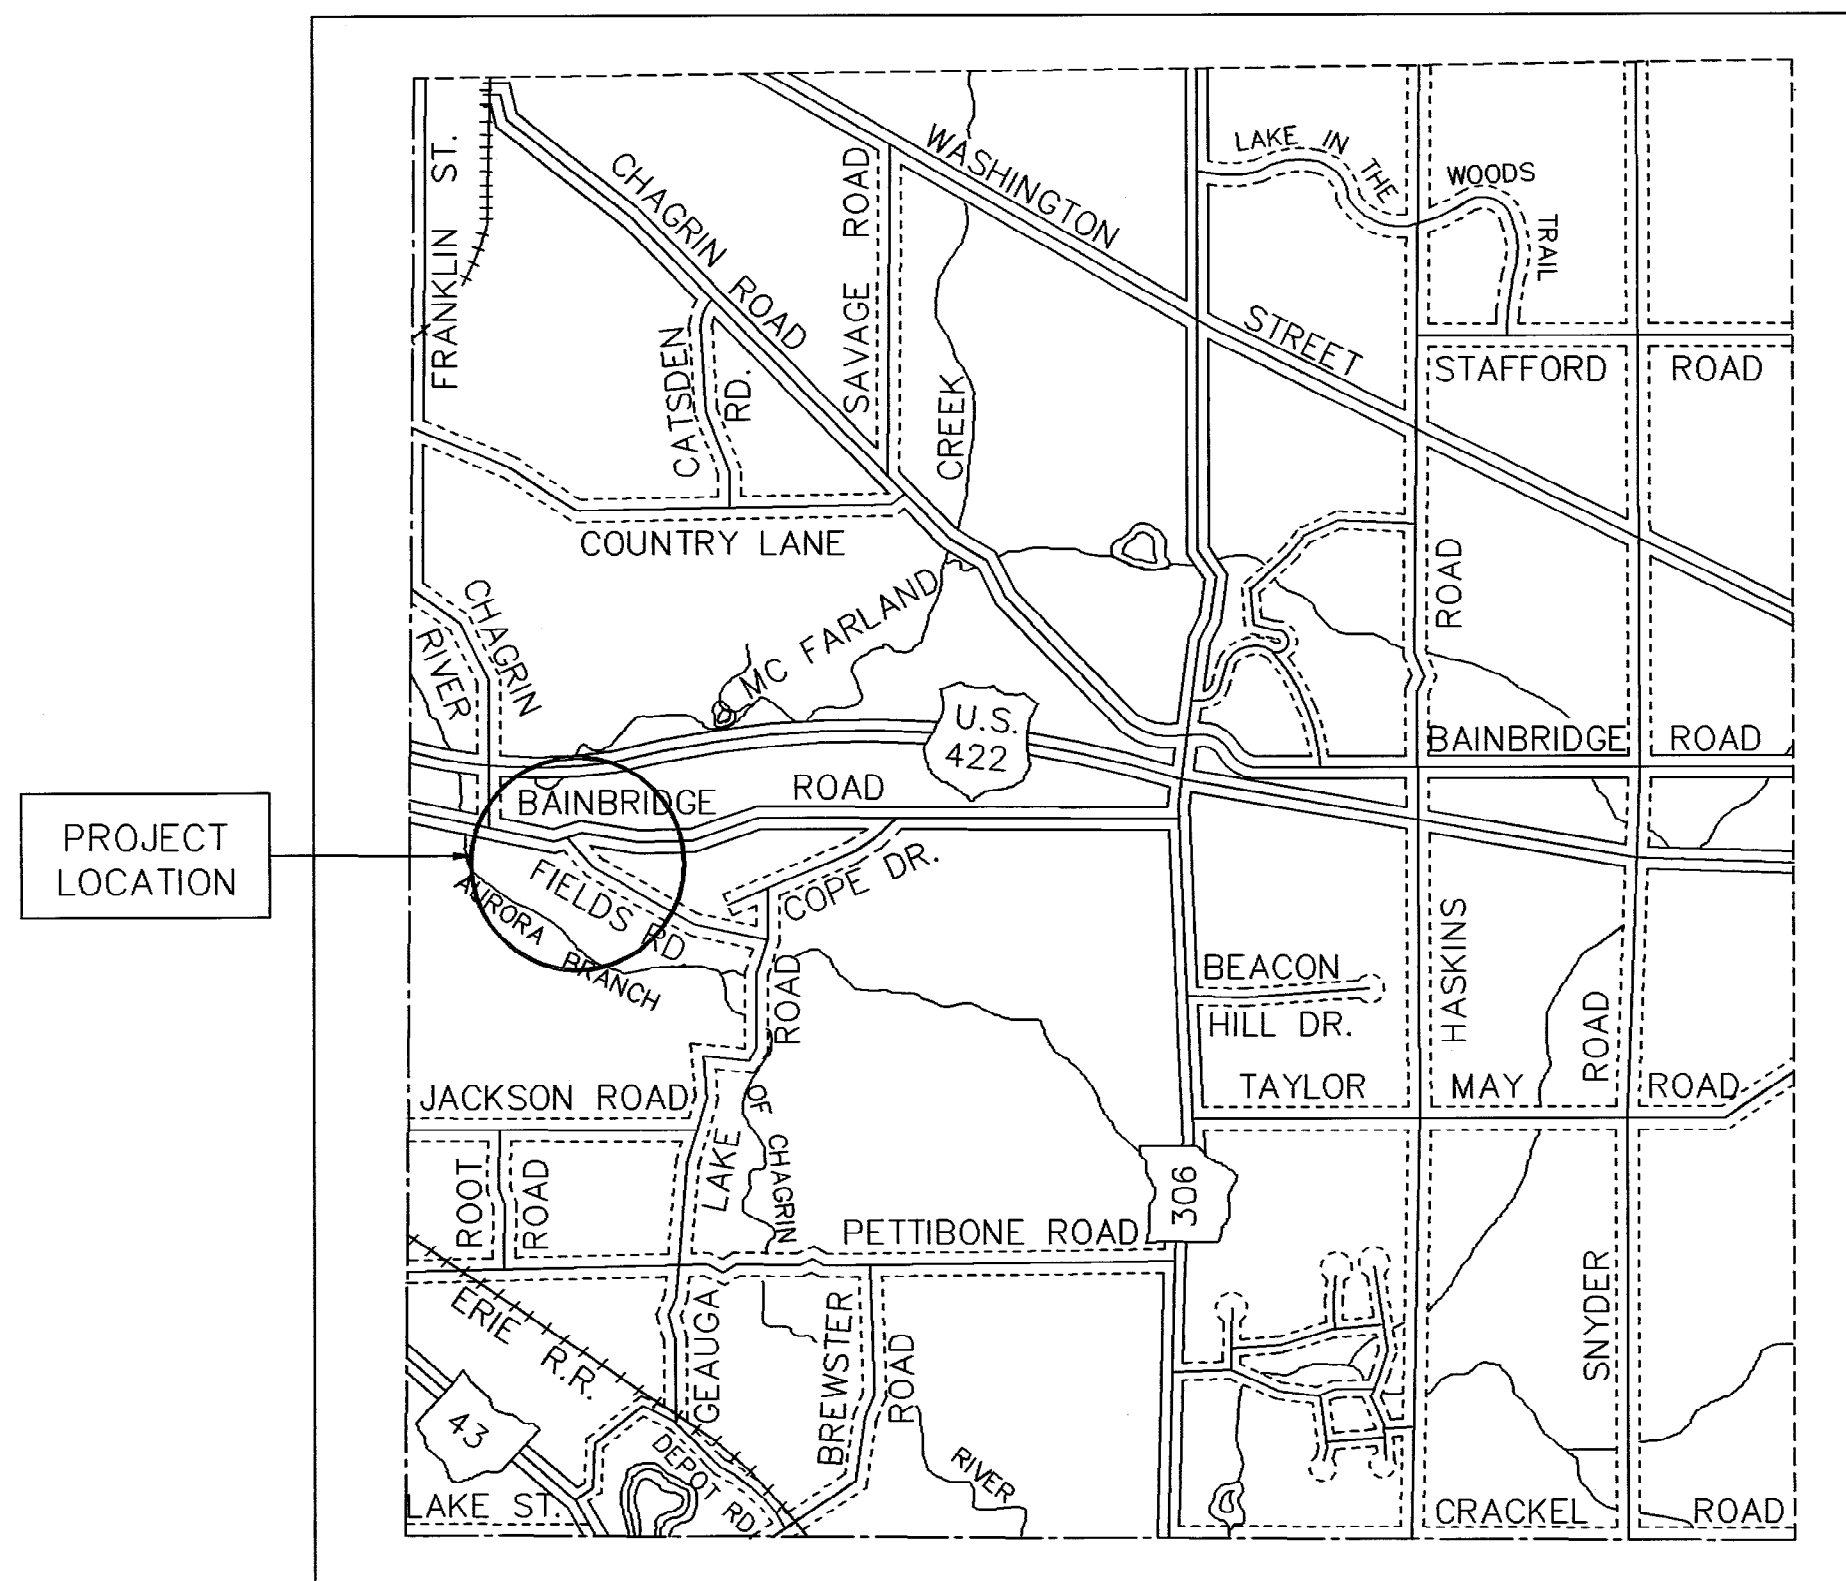 FRANKLIN ST.
CHAGRIN ROAD
SAVAGE ROAD
WASHINGTON STREET
LAKE IN THE WOODS TRAIL
CATSDEN RD.
CREEK
STAFFORD ROAD
COUNTRY LANE
CHAGRIN
RIVER
MC FARLAND
ROAD
U.S.
422
BAINBRIDGE ROAD
BAINBRIDGE ROAD
PROJECT
LOCATION
FIELDS RD.
COPE DR.
AURORA BRANCH
ROAD
BEACON
HILL DR.
HASKINS
ROAD
JACKSON ROAD
TAYLOR MAY ROAD
LAKE
OF
CHAGRIN
ROOT ROAD
PETTIBONE ROAD
306
ERIE R.R.
GEAUGA
BREWSTER ROAD
SNYDER
43
DEPOT RD.
RIVER
LAKE ST.
CRACKEL ROAD